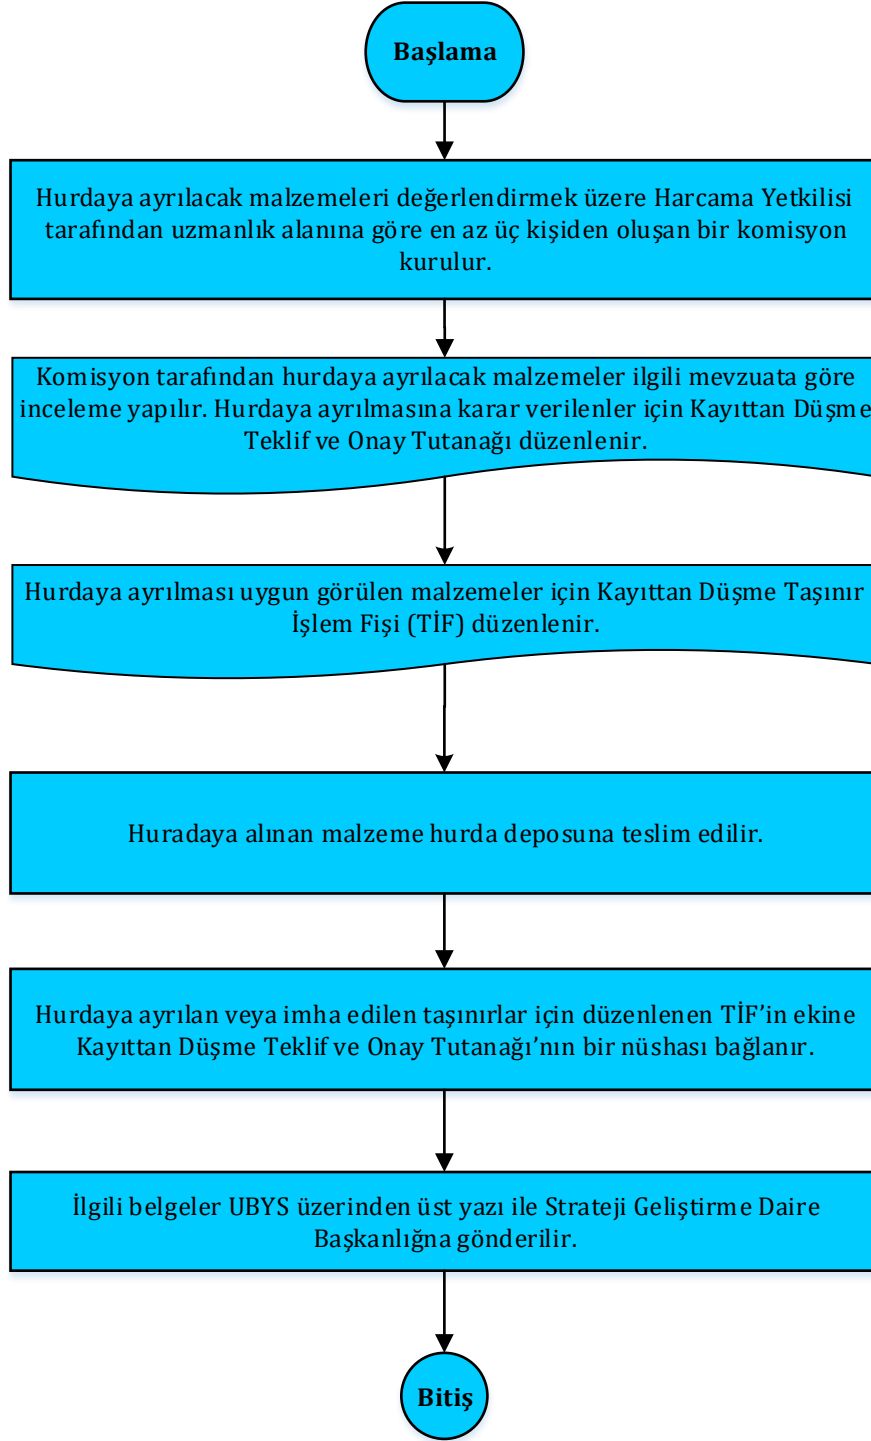 Başlama
Hurdaya ayrılacak malzemeleri değerlendirmek üzere Harcama Yetkilisi
tarafından uzmanlık alanına göre en az üç kişiden oluşan bir komisyon
kurulur.
Komisyon tarafından hurdaya ayrılacak malzemeler ilgili mevzuata göre
inceleme yapılır. Hurdaya ayrılmasına karar verilenler için Kayıttan Düşme
Teklif ve Onay Tutanağı düzenlenir.
Hurdaya ayrılması uygun görülen malzemeler için Kayıttan Düşme Taşınır
İşlem Fişi (TİF) düzenlenir.
Huradaya alınan malzeme hurda deposuna teslim edilir.
Hurdaya ayrılan veya imha edilen taşınırlar için düzenlenen TİF’in ekine
Kayıttan Düşme Teklif ve Onay Tutanağı’nın bir nüshası bağlanır.
İlgili belgeler UBYS üzerinden üst yazı ile Strateji Geliştirme Daire
Başkanlığna gönderilir.
Bitiş